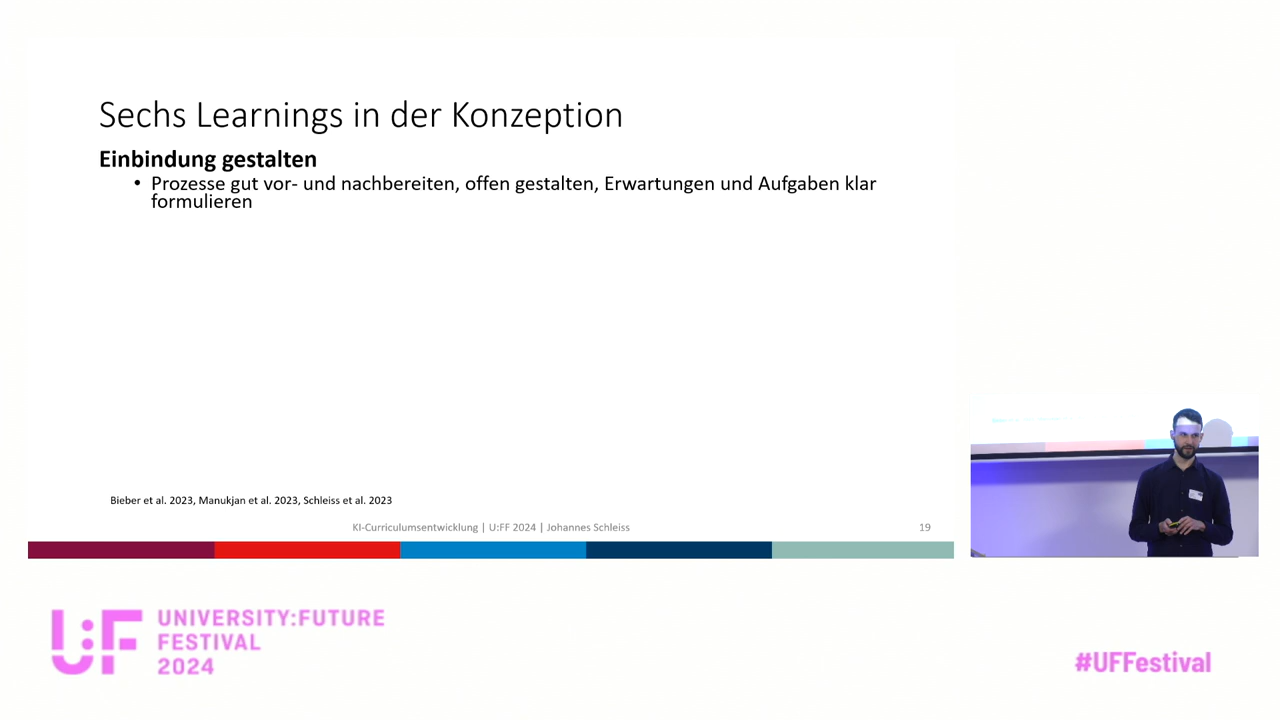 Sechs Learnings in der Konzeption
Einbindung gestalten
• Prozesse gut vor- und nachbereiten, offen gestalten, Erwartungen und Aufgaben klar
formulieren
Bieber et al. 2023, Manukjan et al. 2023, Schleiss et al. 2023
KI-Curriculumsentwicklung | U:FF 2024 | Johannes Schleiss
19
U:F
UNIVERSITY:FUTURE
FESTIVAL
2024
#UFFestival